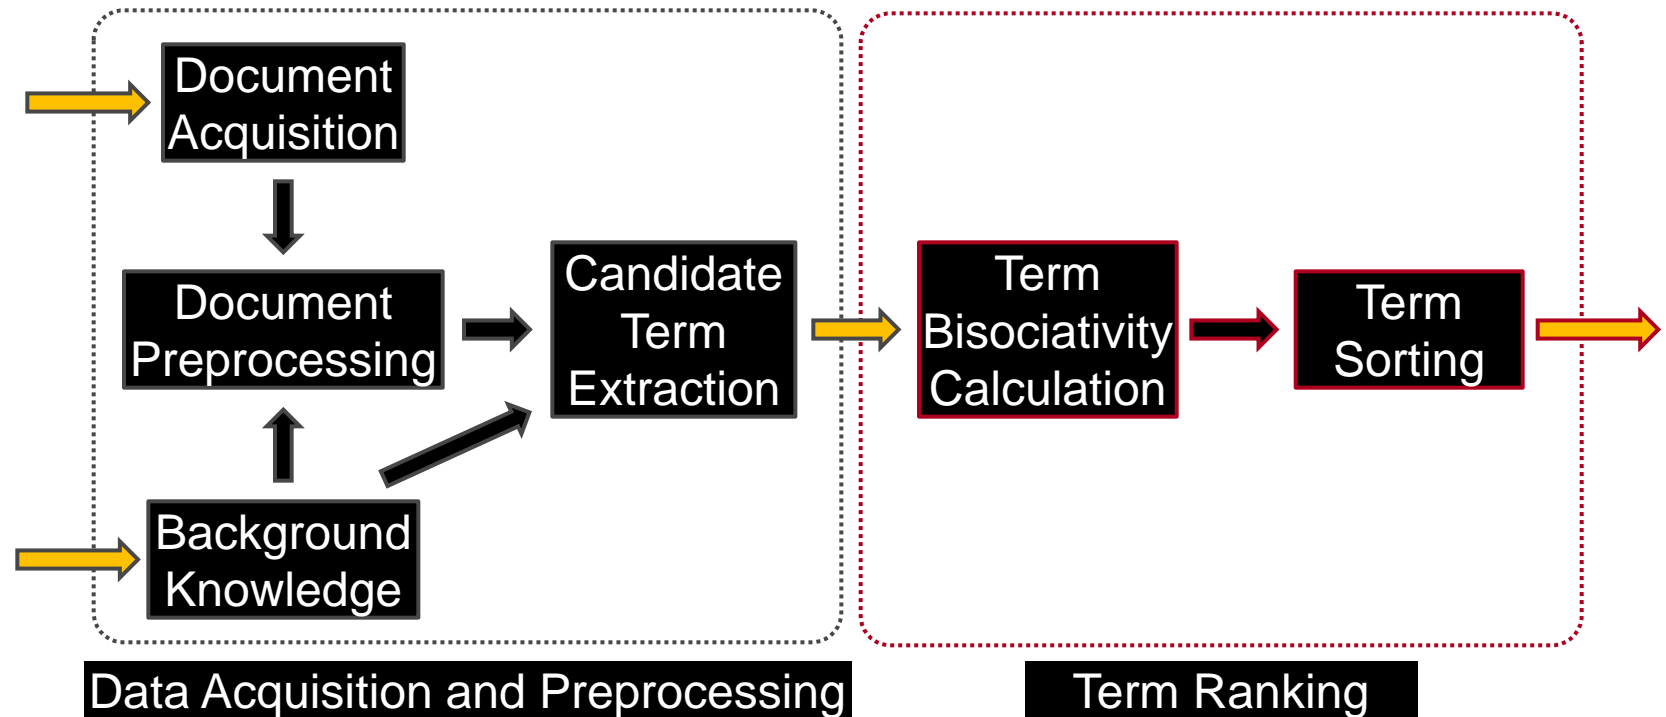 Document
Acquisition
Document
Preprocessing
Background
Knowledge
Candidate
Term
Extraction
Term
Bisociativity
Calculation
Term
Sorting
Data Acquisition and Preprocessing
Term Ranking